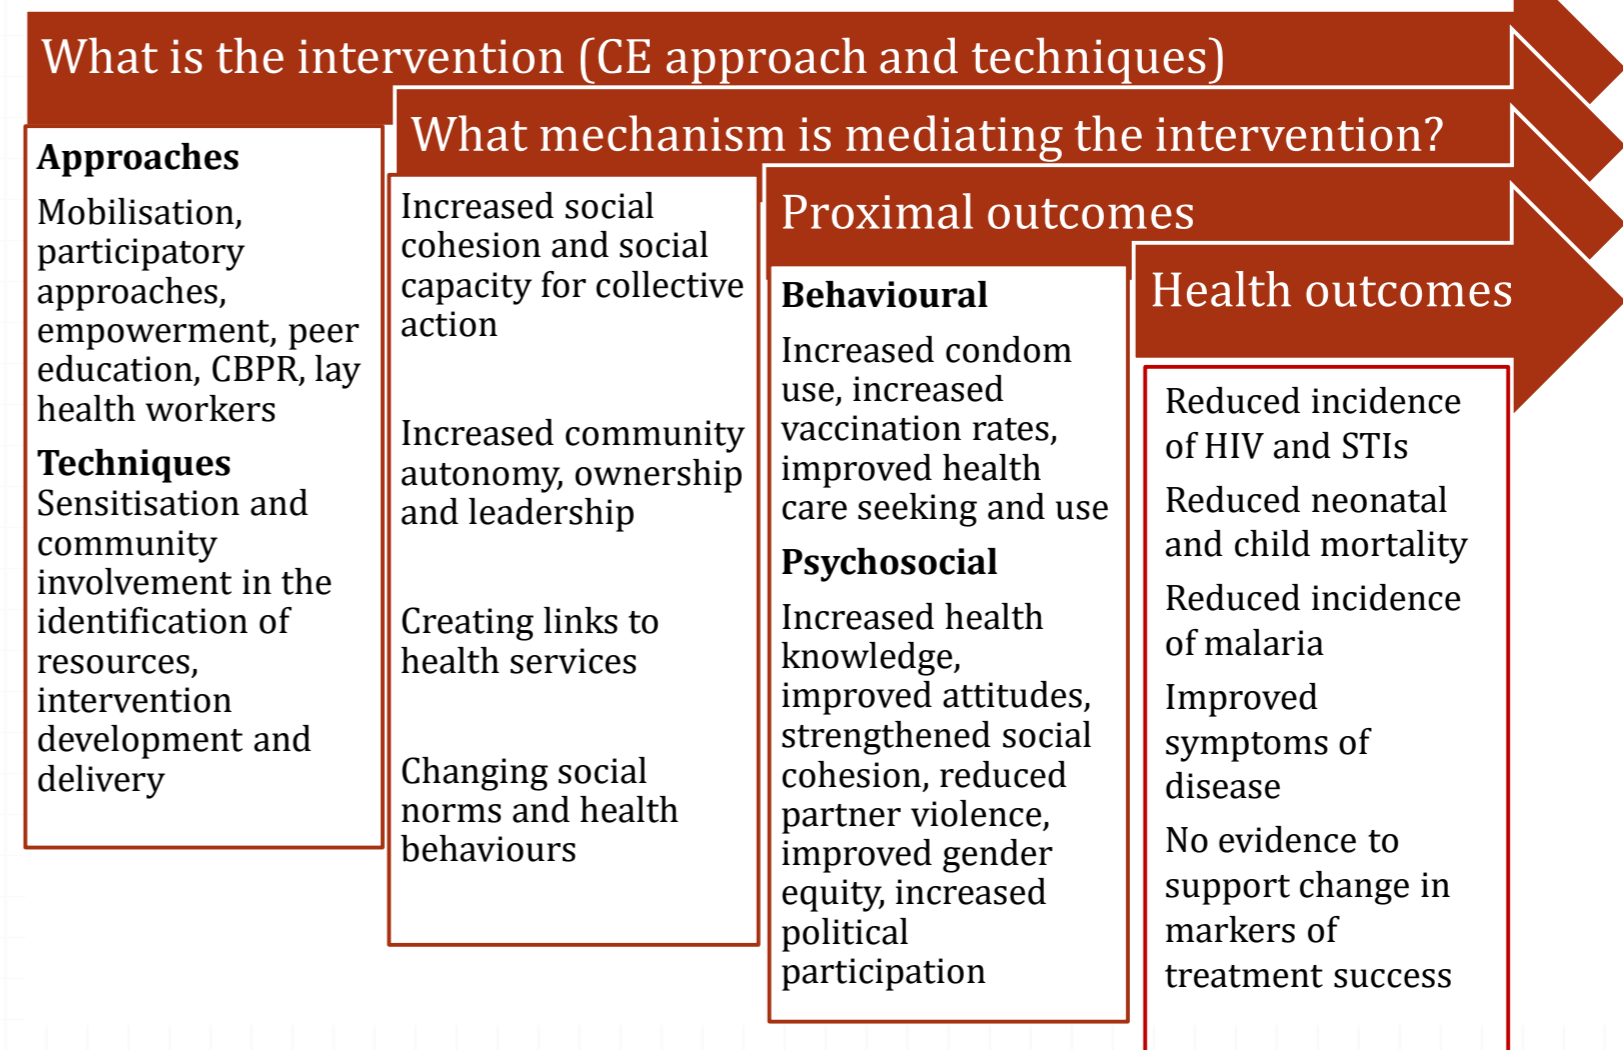 What is the intervention (CE approach and techniques)
Approaches
Mobilisation,
participatory
approaches,
empowerment, peer
education, CBPR, lay
health workers
Techniques
Sensitisation and
community
involvement in the
identification of
resources,
intervention
development and
delivery
What mechanism is mediating the intervention?
Increased social
cohesion and social
capacity for collective
action
Increased community
autonomy, ownership
and leadership
Creating links to
health services
Changing social
norms and health
behaviours
Proximal outcomes
Behavioural
Increased condom
use, increased
vaccination rates,
improved health
care seeking and use
Psychosocial
Increased health
knowledge,
improved attitudes,
strengthened social
cohesion, reduced
partner violence,
improved gender
equity, increased
political
participation
Health outcomes
Reduced incidence
of HIV and STIs
Reduced neonatal
and child mortality
Reduced incidence
of malaria
Improved
symptoms of
disease
No evidence to
support change in
markers of
treatment success